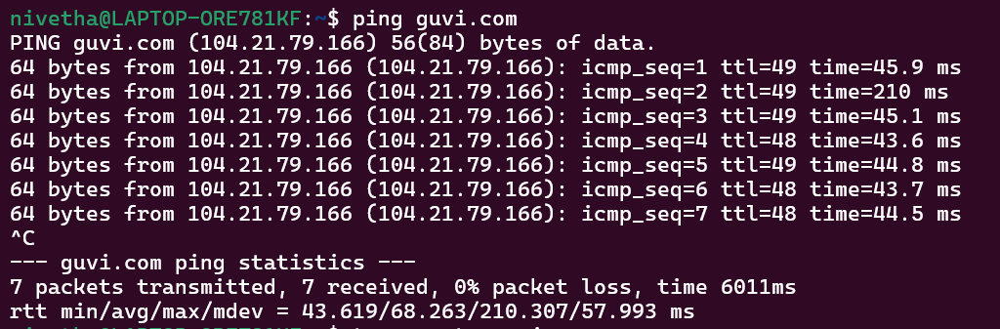 nivetha@LAPTOP-ORE781KF:~$ ping guvi.com
PING guvi.com (104.21.79.166) 56(84) bytes of data.
64 bytes from 104.21.79.166 (104.21.79.166): icmp_seq=1 ttl=49 time=45.9 ms
64 bytes from 104.21.79.166 (104.21.79.166): icmp_seq=2 ttl=49 time=210 ms
64 bytes from 104.21.79.166 (104.21.79.166): icmp_seq=3 ttl=49 time=45.1 ms
64 bytes from 104.21.79.166 (104.21.79.166): icmp_seq=4 ttl=48 time=43.6 ms
64 bytes from 104.21.79.166 (104.21.79.166): icmp_seq=5 ttl=49 time=44.8 ms
64 bytes from 104.21.79.166 (104.21.79.166): icmp_seq=6 ttl=48 time=43.7 ms
64 bytes from 104.21.79.166 (104.21.79.166): icmp_seq=7 ttl=48 time=44.5 ms
^C
--- guvi.com ping statistics ---
7 packets transmitted, 7 received, 0% packet loss, time 6011ms
rtt min/avg/max/mdev = 43.619/68.263/210.307/57.993 ms